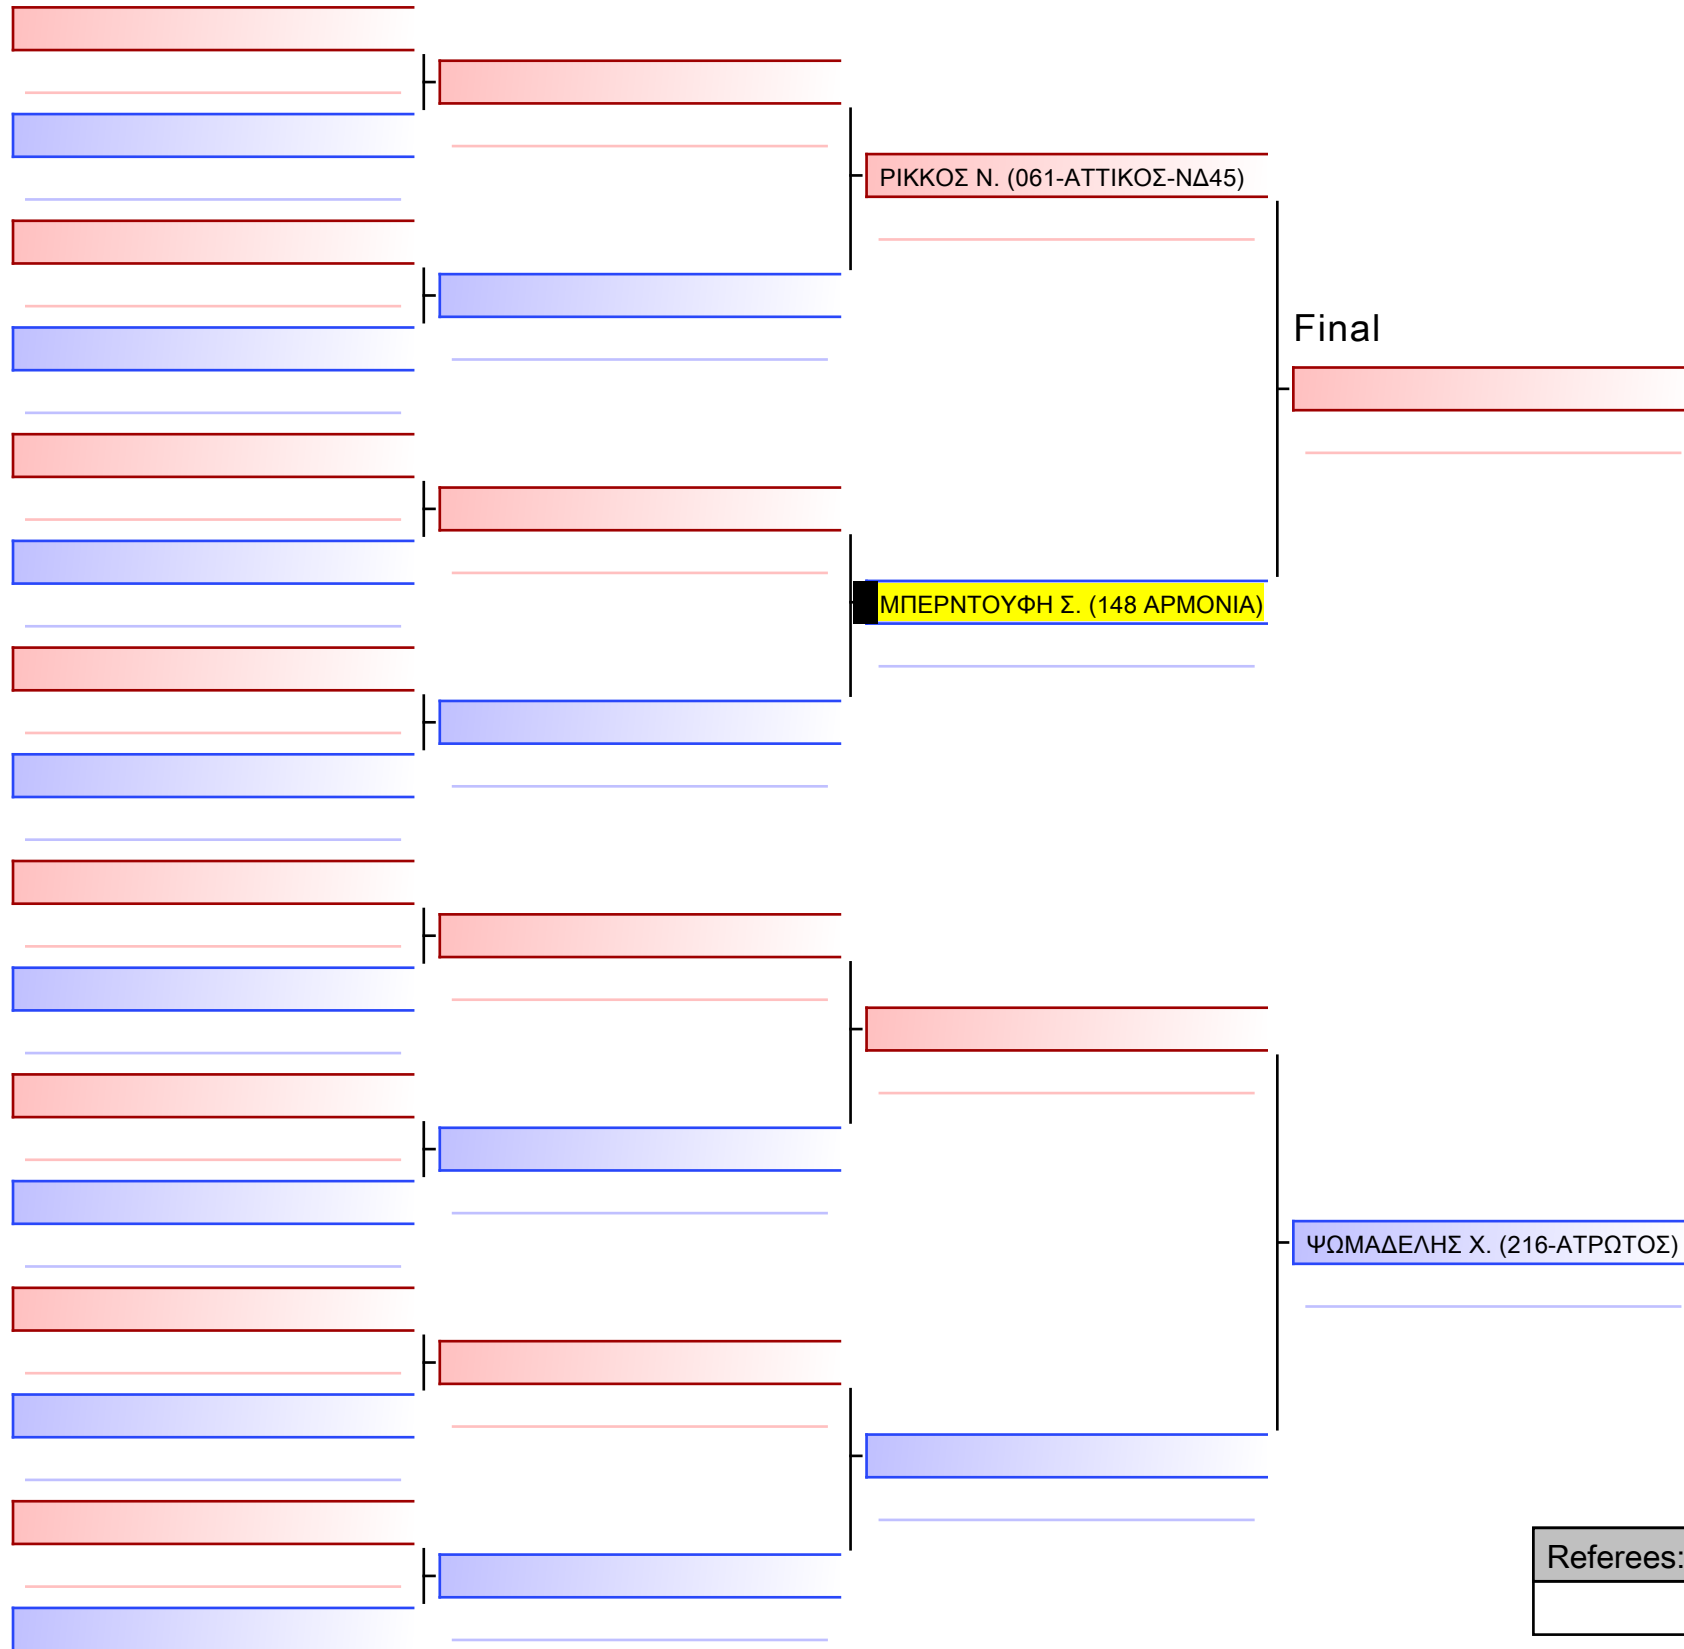 ΡΙΚΚΟΣ Ν. (061-ΑΤΤΙΚΟΣ-ΝΔ45)
Final
ΜΠΕΡΝΤΟΥΦΗ Σ. (148 ΑΡΜΟΝΙΑ)
ΨΩΜΑΔΕΛΗΣ Χ. (216-ΑΤΡΩΤΟΣ)
Referees: